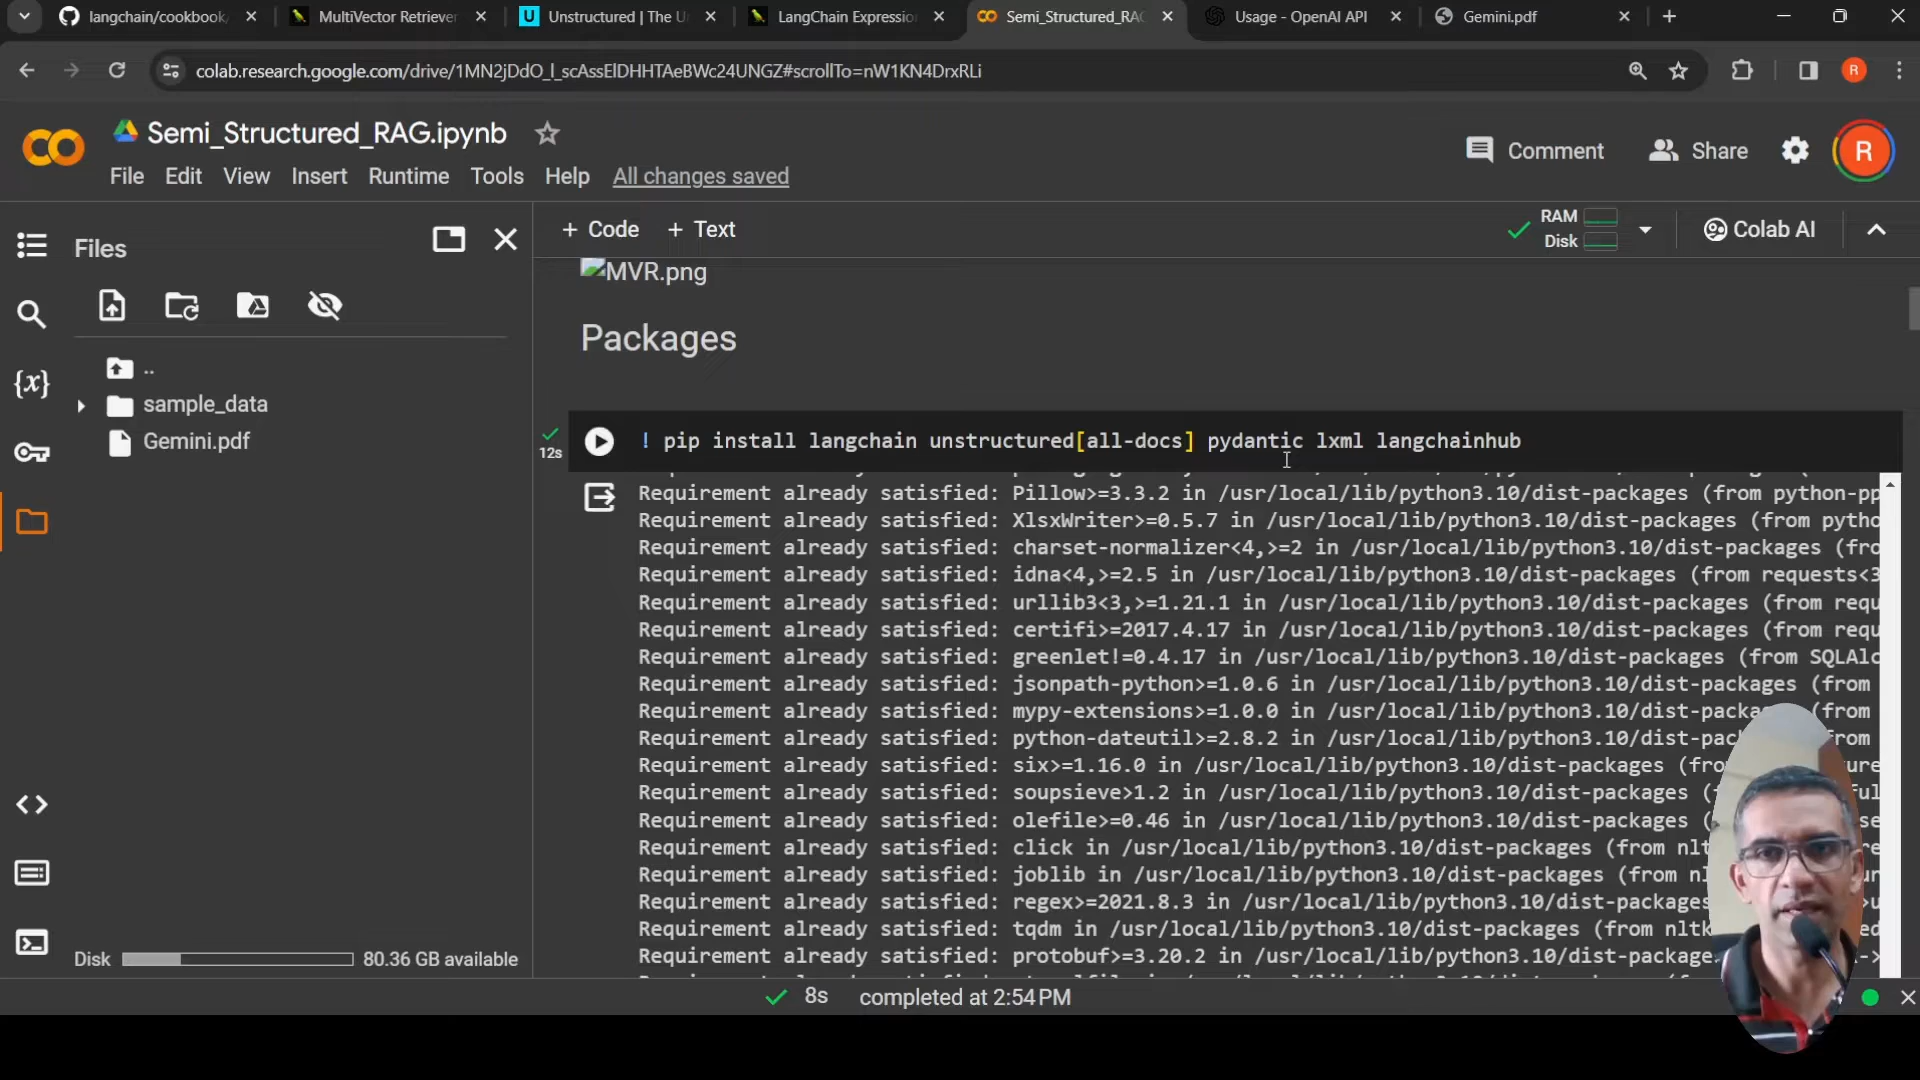 langchain/cookbook/
MultiVector Retriever
Unstructured | The U
LangChain Expressio
Semi_Structured_RAG
Usage - OpenAI API
Gemini.pdf
colab.research.google.com/drive/1MN2jDdO_l_scAssElDHHTAeBWc24UNGZ#scrollTo=nW1KN4DrxRLi
R
Semi_Structured_RAG.ipynb
Comment
Share
R
File Edit View Insert Runtime Tools Help All changes saved
Files
+ Code + Text
RAM
Disk
Colab AI
MVR.png
Packages
..
sample_data
Gemini.pdf
12s
! pip install langchain unstructured[all-docs] pydantic lxml langchainhub
Requirement already satisfied: Pillow>=3.3.2 in /usr/local/lib/python3.10/dist-packages (from python-pp
Requirement already satisfied: XlsxWriter>=0.5.7 in /usr/local/lib/python3.10/dist-packages (from pytho
Requirement already satisfied: charset-normalizer<4,>=2 in /usr/local/lib/python3.10/dist-packages (fro
Requirement already satisfied: idna<4,>=2.5 in /usr/local/lib/python3.10/dist-packages (from requests<3
Requirement already satisfied: urllib3<3,>=1.21.1 in /usr/local/lib/python3.10/dist-packages (from requ
Requirement already satisfied: certifi>=2017.4.17 in /usr/local/lib/python3.10/dist-packages (from requ
Requirement already satisfied: greenlet!=0.4.17 in /usr/local/lib/python3.10/dist-packages (from SQLAlc
Requirement already satisfied: jsonpath-python>=1.0.6 in /usr/local/lib/python3.10/dist-packages (from
Requirement already satisfied: mypy-extensions>=1.0.0 in /usr/local/lib/python3.10/dist-packa (from
Requirement already satisfied: python-dateutil>=2.8.2 in /usr/local/lib/python3.10/dist-pac from
Requirement already satisfied: six>=1.16.0 in /usr/local/lib/python3.10/dist-packages (fro ure
Requirement already satisfied: soupsieve>1.2 in /usr/local/lib/python3.10/dist-packages ( ful
Requirement already satisfied: olefile>=0.46 in /usr/local/lib/python3.10/dist-packages ( se
Requirement already satisfied: click in /usr/local/lib/python3.10/dist-packages (from nlt re
Requirement already satisfied: joblib in /usr/local/lib/python3.10/dist-packages (from nl ur
Requirement already satisfied: regex>=2021.8.3 in /usr/local/lib/python3.10/dist-packages >u
Requirement already satisfied: tqdm in /usr/local/lib/python3.10/dist-packages (from nltk ed
Requirement already satisfied: protobuf>=3.20.2 in /usr/local/lib/python3.10/dist-package ->
Disk 80.36 GB available
8s completed at 2:54 PM